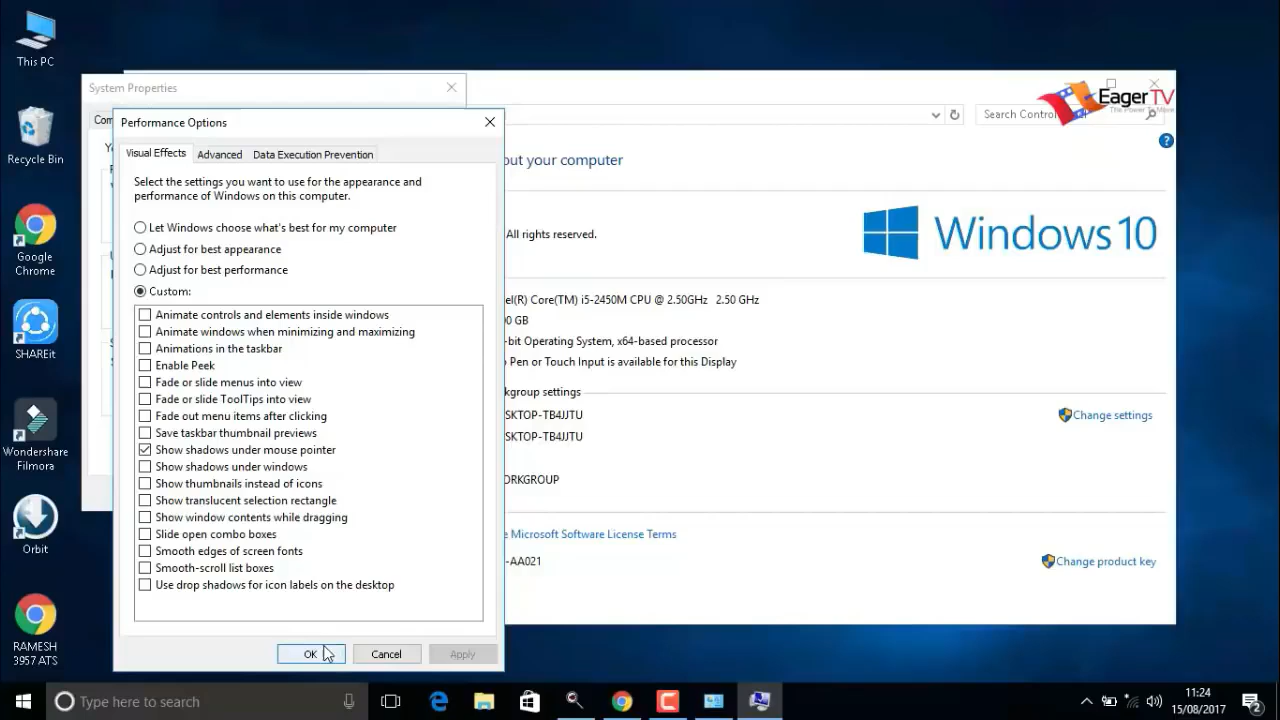 This PC
Recycle Bin
Google
Chrome
SHAREit
Wondershare
Filmora
Orbit
RAMESH
3957 ATS
System Properties
Com
Performance Options
Visual Effects
Advanced
Data Execution Prevention
Select the settings you want to use for the appearance and
performance of Windows on this computer.
Let Windows choose what's best for my computer
Adjust for best appearance
Adjust for best performance
Custom:
Animate controls and elements inside windows
Animate windows when minimizing and maximizing
Animations in the taskbar
Enable Peek
Fade or slide menus into view
Fade or slide ToolTips into view
Fade out menu items after clicking
Save taskbar thumbnail previews
Show shadows under mouse pointer
Show shadows under windows
Show thumbnails instead of icons
Show translucent selection rectangle
Show window contents while dragging
Slide open combo boxes
Smooth edges of screen fonts
Smooth-scroll list boxes
Use drop shadows for icon labels on the desktop
OK
Cancel
Apply
EagerTV
The Power To Move
Search Cont
put your computer
All rights reserved.
Windows 10
el(R) Core(TM) i5-2450M CPU @ 2.50GHz 2.50 GHz
00 GB
-bit Operating System, x64-based processor
Pen or Touch Input is available for this Display
kgroup settings
SKTOP-TB4JJTU
Change settings
SKTOP-TB4JJTU
ORKGROUP
e Microsoft Software License Terms
-AA021
Change product key
Type here to search
11:24
15/08/2017
2